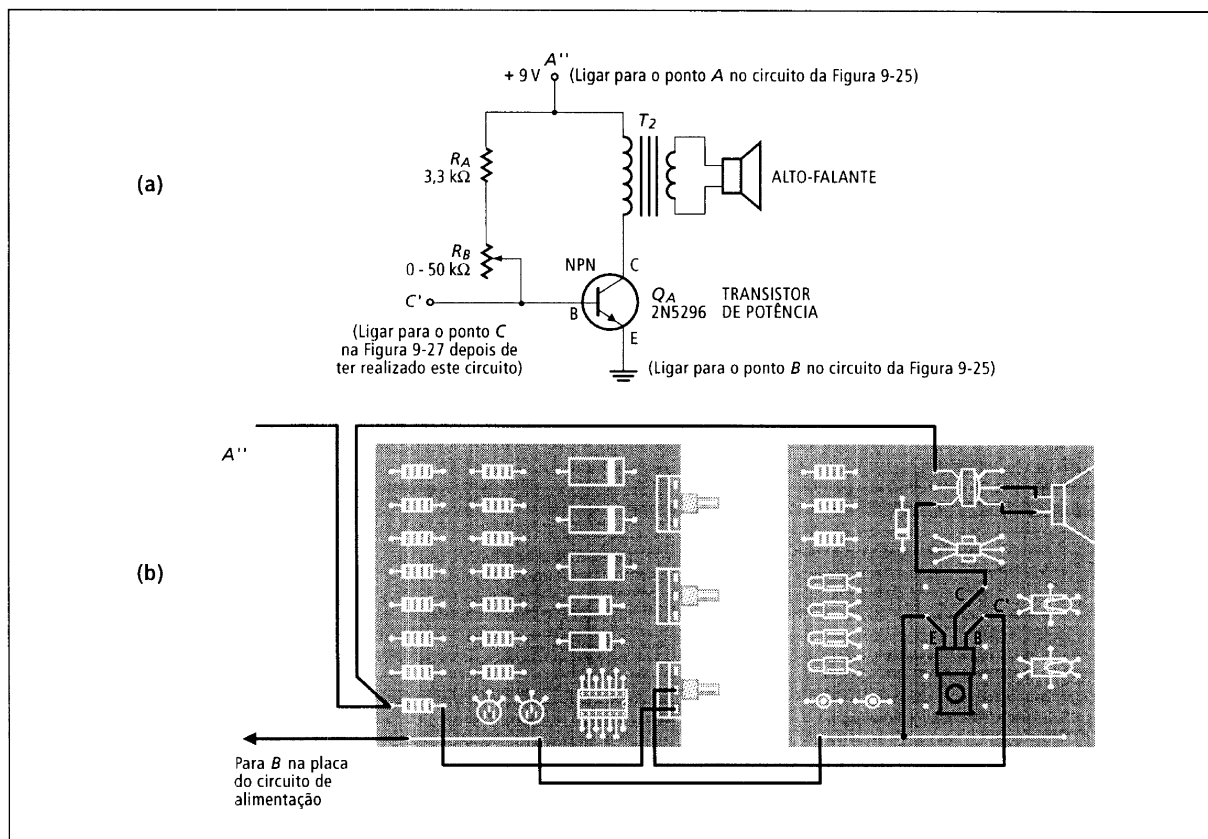 A''
+ 9 V (Ligar para o ponto A no circuito da Figura 9-25)
T2
(a)
RA
3,3 kΩ
ALTO-FALANTE
RB
0 - 50 kΩ
NPN
C
C'
B
QA
2N5296
TRANSISTOR
DE POTÊNCIA
E
(Ligar para o ponto C
na Figura 9-27 depois de
ter realizado este circuito)
(Ligar para o ponto B no circuito da Figura 9-25)
A''
(b)
C
C'
E
B
Para B na placa
do circuito de
alimentação